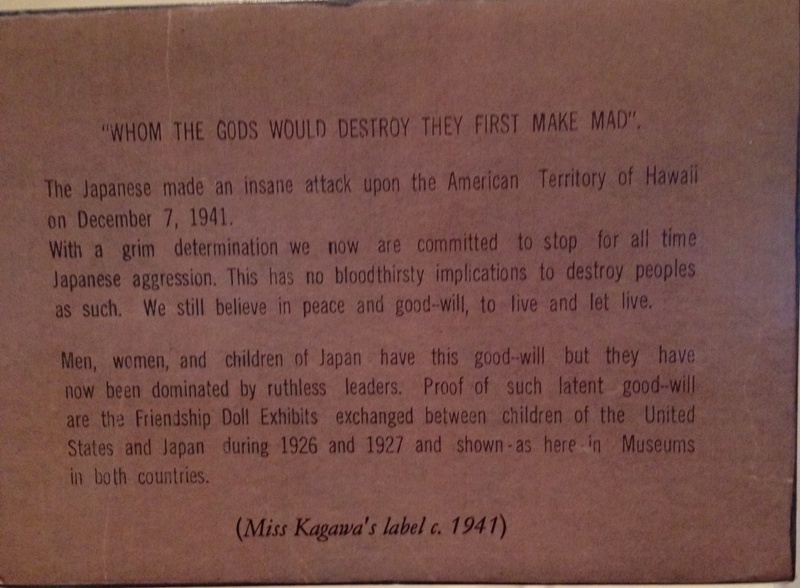 "WHOM THE GODS WOULD DESTROY THEY FIRST MAKE MAD".
The Japanese made an insane attack upon the American Territory of Hawaii
on December 7, 1941.
With a grim determination we now are committed to stop for all time
Japanese aggression. This has no bloodthirsty implications to destroy peoples
as such. We still believe in peace and good-will, to live and let live.
Men, women, and children of Japan have this good-will but they have
now been dominated by ruthless leaders. Proof of such latent good-will
are the Friendship Doll Exhibits exchanged between children of the United
States and Japan during 1926 and 1927 and shown-as here in Museums
in both countries.
(Miss Kagawa's label c. 1941)